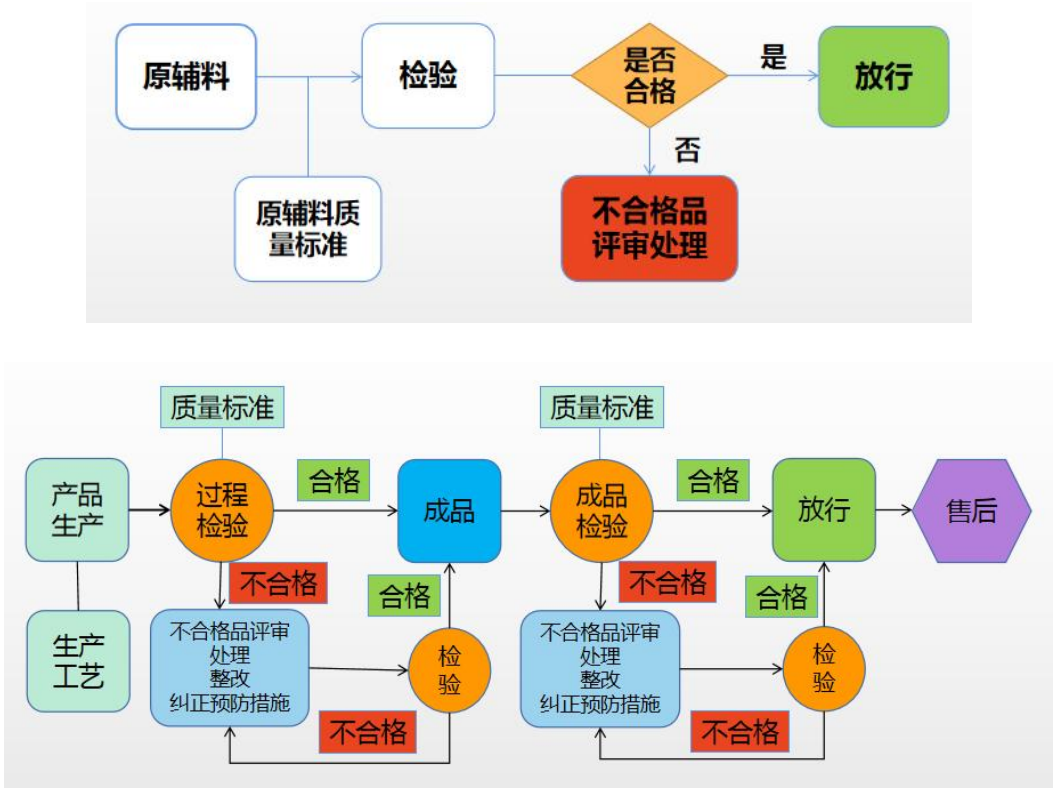 原辅料
检验
是否
合格
是
放行
否
原辅料质
量标准
不合格品
评审处理
质量标准
质量标准
产品
生产
过程
检验
合格
成品
成品
检验
合格
放行
售后
不合格
合格
不合格
合格
生产
工艺
不合格品评审
处理
整改
纠正预防措施
检
验
不合格品评审
处理
整改
纠正预防措施
检
验
不合格
不合格